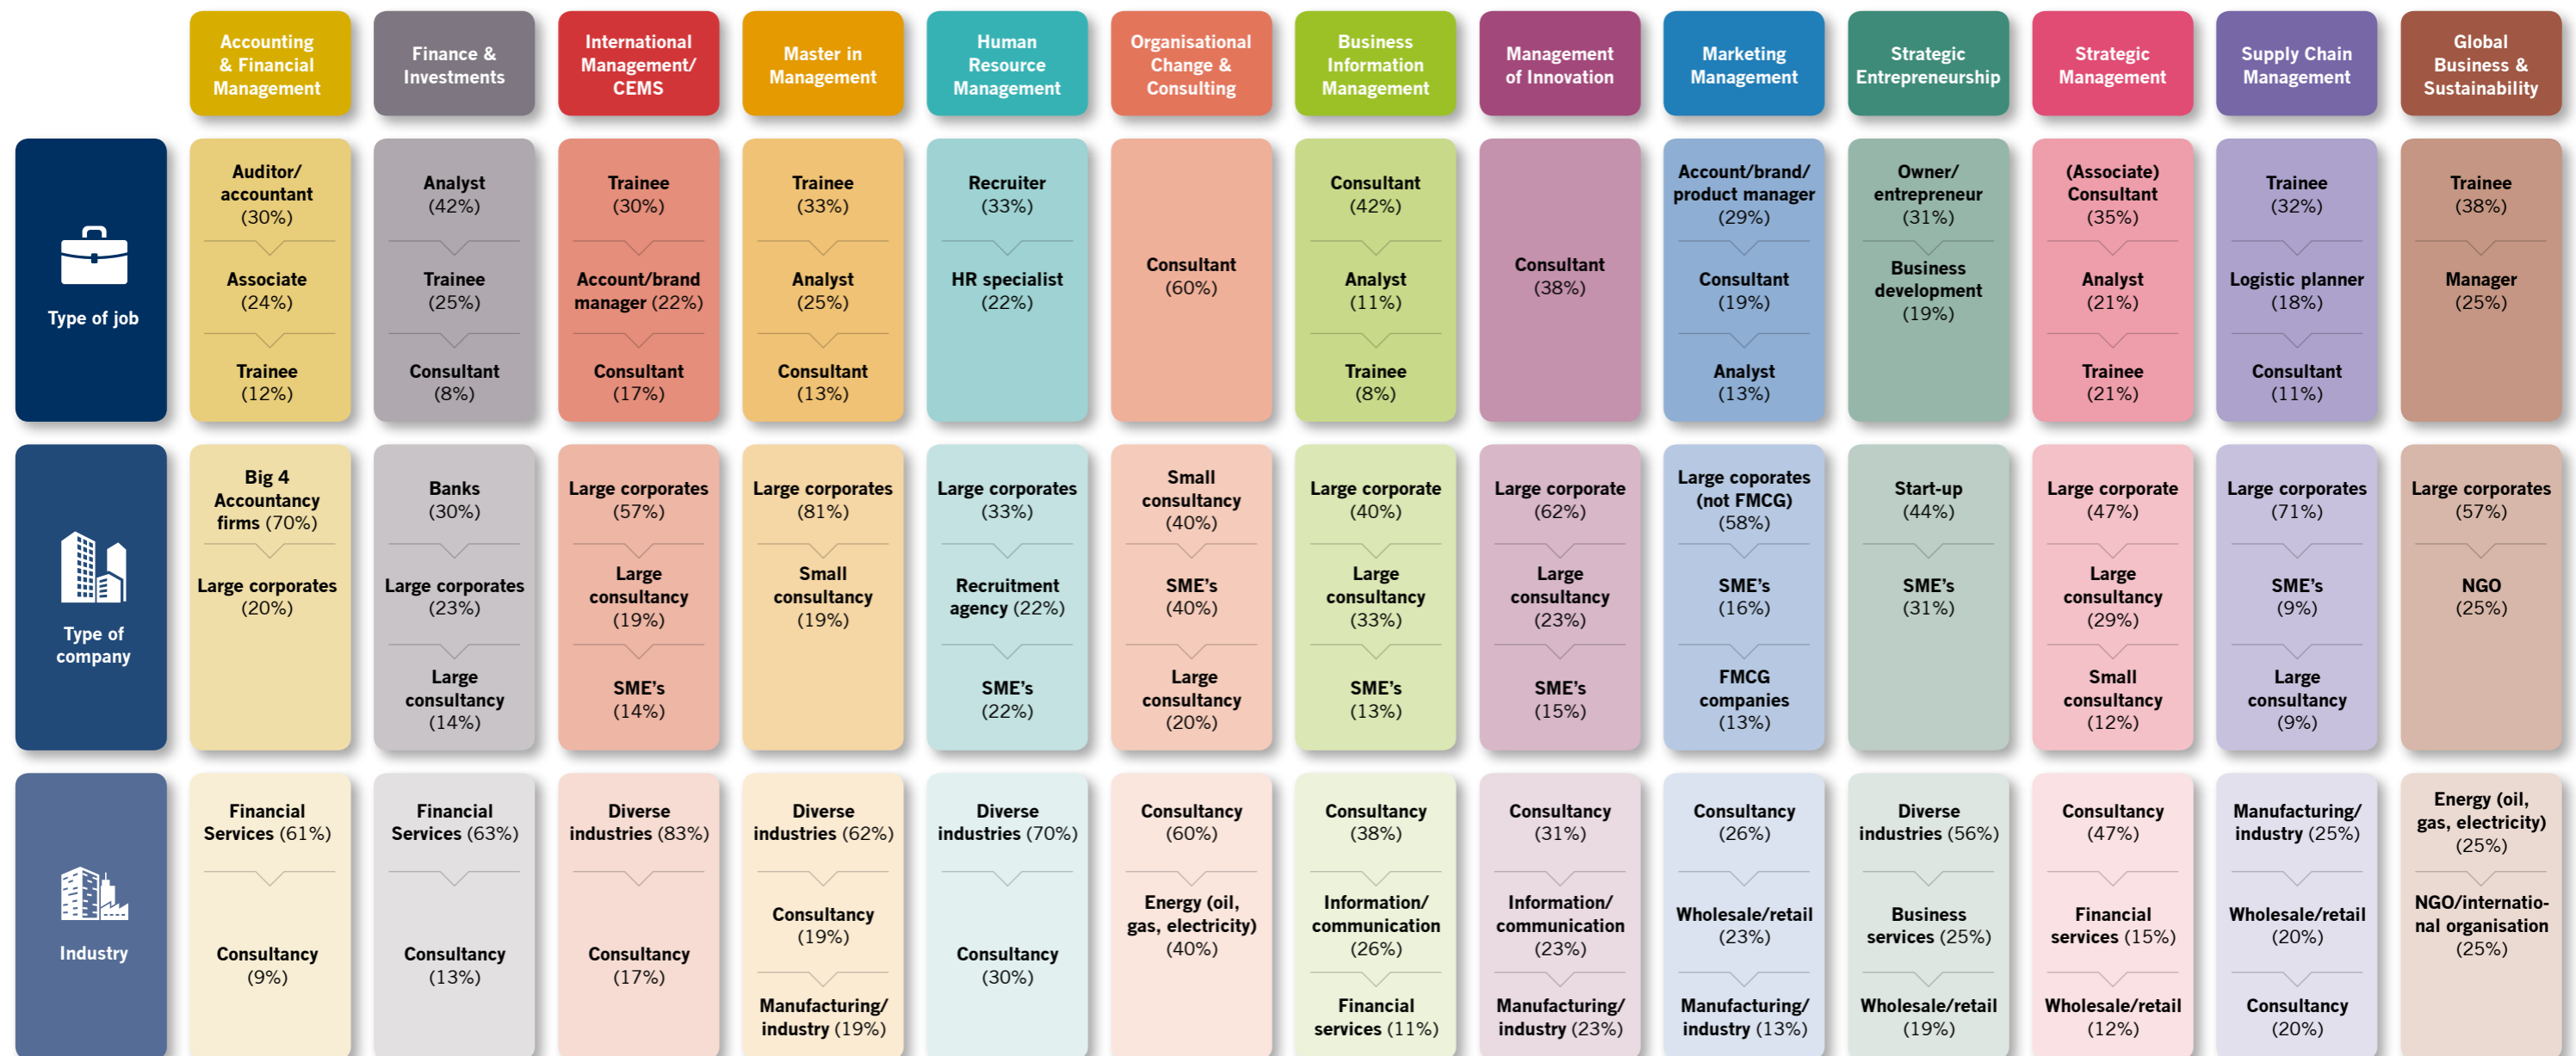 Accounting
& Financial
Management
Finance &
Investments
International
Management/
CEMS
Master in
Management
Human
Resource
Management
Organisational
Change &
Consulting
Business
Information
Management
Management
of Innovation
Marketing
Management
Strategic
Entrepreneurship
Strategic
Management
Supply Chain
Management
Global
Business &
Sustainability
Type of job
Auditor/
accountant
(30%)
Associate
(24%)
Trainee
(12%)
Analyst
(42%)
Trainee
(25%)
Consultant
(8%)
Trainee
(30%)
Account/brand
manager (22%)
Consultant
(17%)
Trainee
(33%)
Analyst
(25%)
Consultant
(13%)
Recruiter
(33%)
HR specialist
(22%)
Consultant
(60%)
Consultant
(42%)
Analyst
(11%)
Trainee
(8%)
Consultant
(38%)
Account/brand/
product manager
(29%)
Consultant
(19%)
Analyst
(13%)
Owner/
entrepreneur
(31%)
Business
development
(19%)
(Associate)
Consultant
(35%)
Analyst
(21%)
Trainee
(21%)
Trainee
(32%)
Logistic planner
(18%)
Consultant
(11%)
Trainee
(38%)
Manager
(25%)
Type of
company
Big 4
Accountancy
firms (70%)
Large corporates
(20%)
Banks
(30%)
Large corporates
(23%)
Large
consultancy
(14%)
Large corporates
(57%)
Large
consultancy
(19%)
SME's
(14%)
Large corporates
(81%)
Small
consultancy
(19%)
Large corporates
(33%)
Recruitment
agency (22%)
SME's
(22%)
Small
consultancy
(40%)
SME's
(40%)
Large
consultancy
(20%)
Large corporate
(40%)
Large
consultancy
(33%)
SME's
(13%)
Large corporate
(62%)
Large
consultancy
(23%)
SME's
(15%)
Large coporates
(not FMCG)
(58%)
SME's
(16%)
FMCG
companies
(13%)
Start-up
(44%)
SME's
(31%)
Large corporate
(47%)
Large
consultancy
(29%)
Small
consultancy
(12%)
Large corporates
(71%)
SME's
(9%)
Large
consultancy
(9%)
Large corporates
(57%)
NGO
(25%)
Industry
Financial
Services (61%)
Consultancy
(9%)
Financial
Services (63%)
Consultancy
(13%)
Diverse
industries (83%)
Consultancy
(17%)
Diverse
industries (62%)
Consultancy
(19%)
Manufacturing/
industry (19%)
Diverse
industries (70%)
Consultancy
(30%)
Consultancy
(60%)
Energy (oil,
gas, electricity)
(40%)
Consultancy
(38%)
Information/
communication
(26%)
Financial
services (11%)
Consultancy
(31%)
Information/
communication
(23%)
Manufacturing/
industry (23%)
Consultancy
(26%)
Wholesale/retail
(23%)
Manufacturing/
industry (13%)
Diverse
industries (56%)
Business
services (25%)
Wholesale/retail
(19%)
Consultancy
(47%)
Financial
services (15%)
Wholesale/retail
(12%)
Manufacturing/
industry (25%)
Wholesale/retail
(20%)
Consultancy
(20%)
Energy (oil,
gas, electricity)
(25%)
NGO/internatio-
nal organisation
(25%)